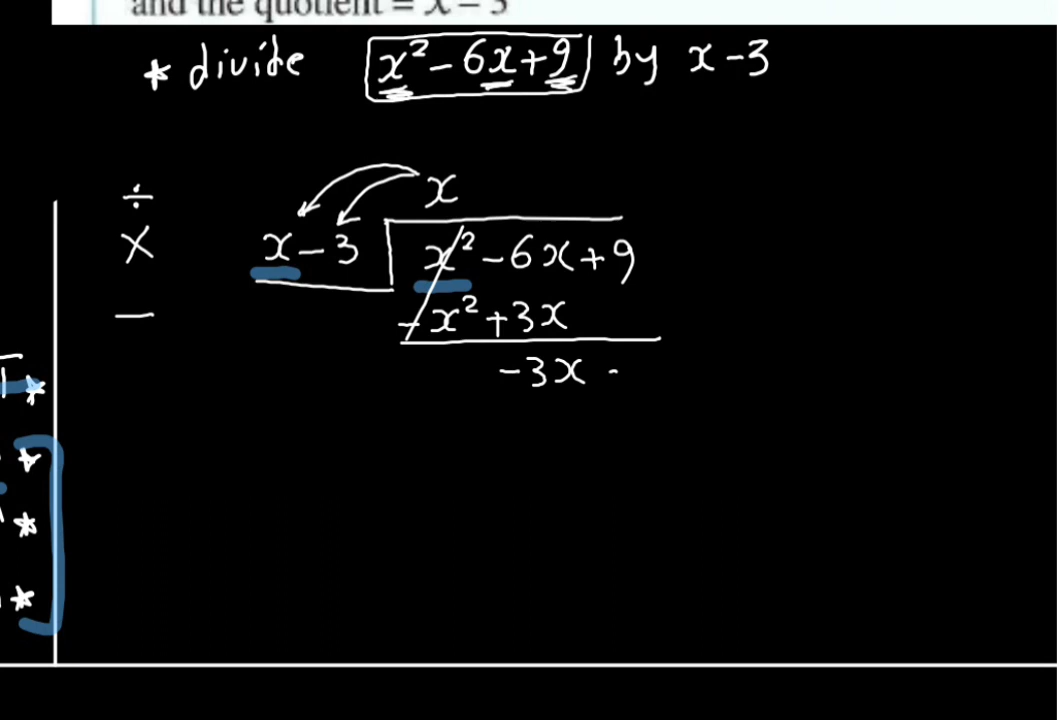 and the quotient = x - 3
* divide x² - 6x + 9 by x - 3
÷
x
×
x - 3
x² - 6x + 9
-
- x² + 3x
- 3x -
*
*
*
*